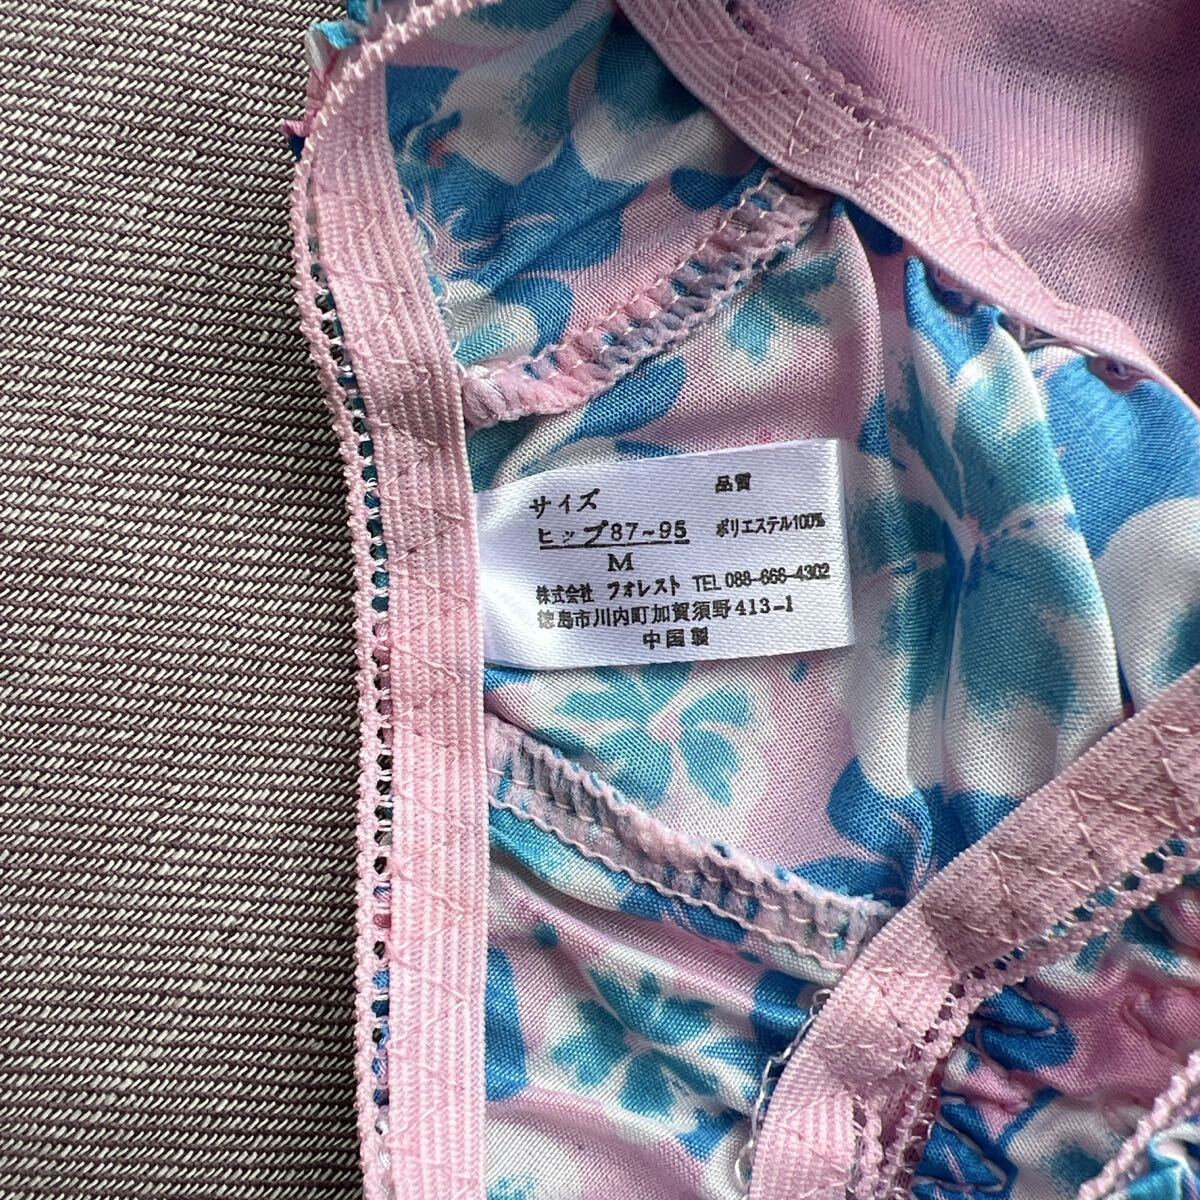 サイズ 品質
ヒップ87~95 ポリエステル100%
M
株式会社 フォレスト TEL 088-666-4302
徳島市川内町加賀須野413-1
中国製